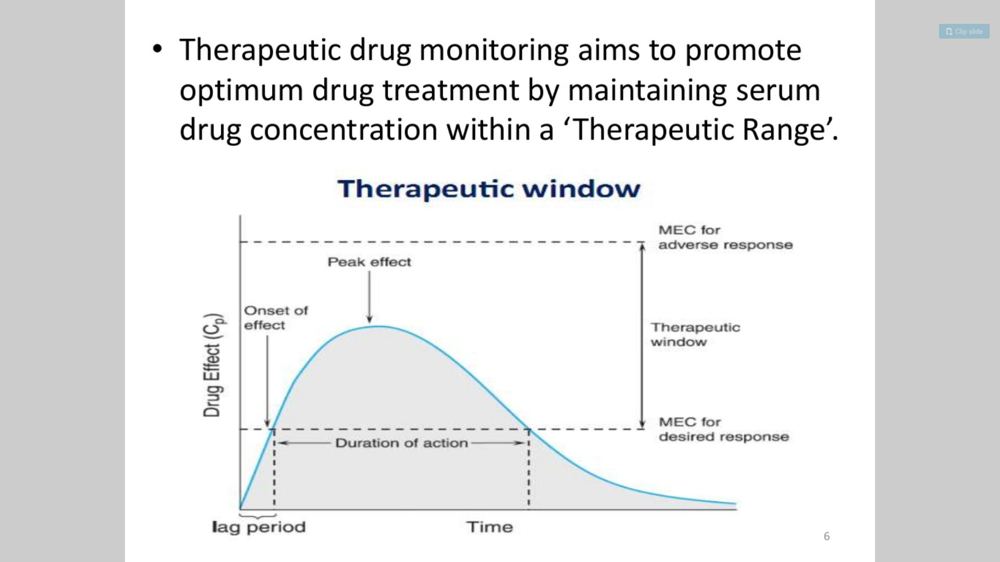 Clip slide
• Therapeutic drug monitoring aims to promote
optimum drug treatment by maintaining serum
drug concentration within a ‘Therapeutic Range’.
Therapeutic window
MEC for
adverse response
Peak effect
Onset of
effect
Therapeutic
window
Drug Effect (Cp)
MEC for
desired response
Duration of action
lag period
Time
6